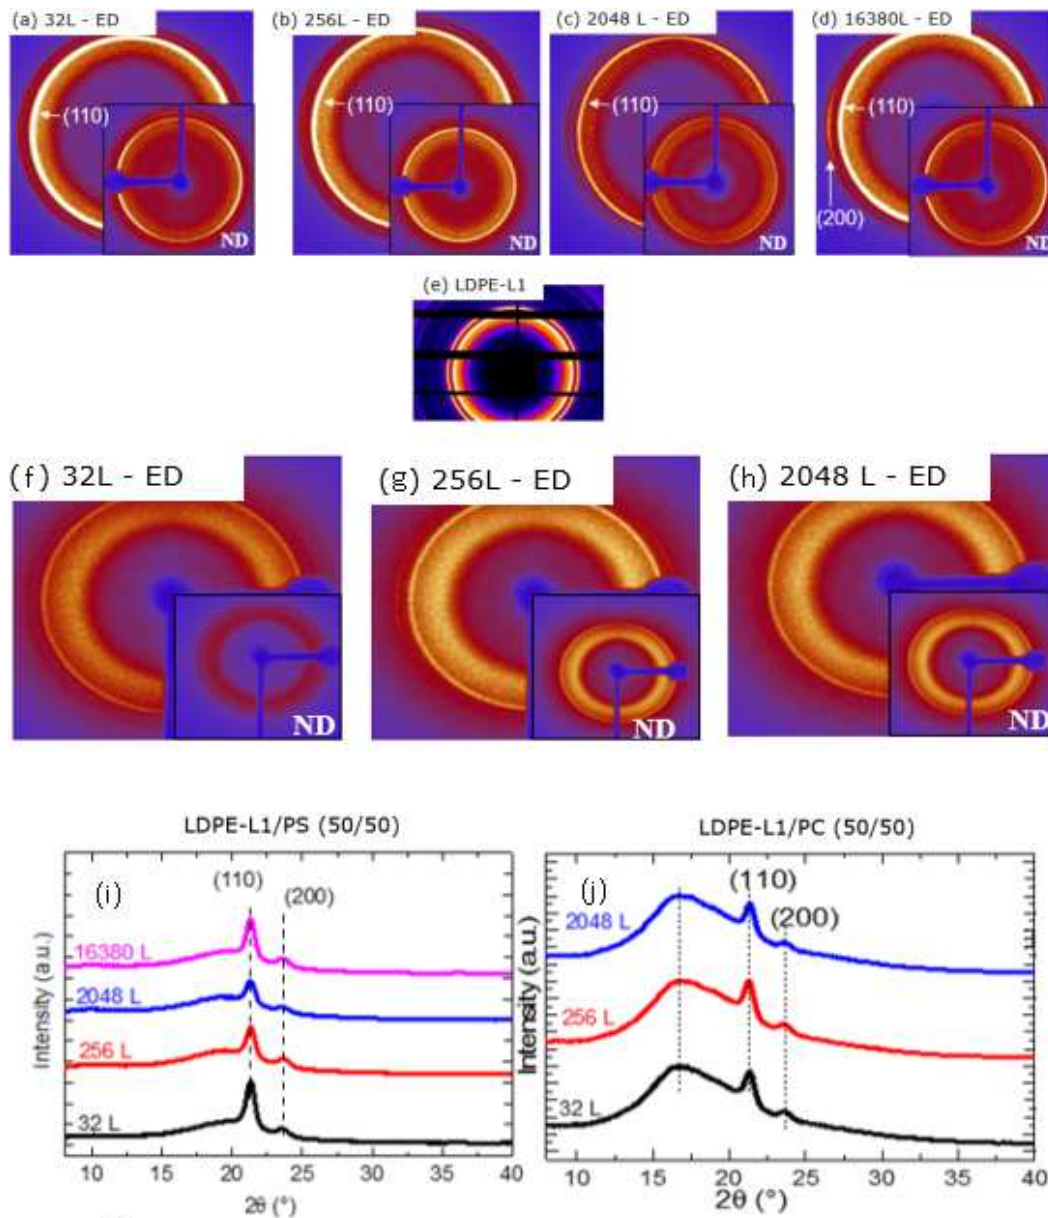 (a) 32L - ED
(b) 256L - ED
(c) 2048 L - ED
(d) 16380L - ED
(110)
(110)
(110)
(110)
(200)
ND
ND
ND
ND
(e) LDPE-L1
(f) 32L - ED
(g) 256L - ED
(h) 2048 L - ED
ND
ND
ND
LDPE-L1/PS (50/50)
(i)
(110)
(200)
16380 L
2048 L
256 L
32 L
Intensity (a.u.)
10 15 20 25 30 35 40
2θ (°)
LDPE-L1/PC (50/50)
(j)
(110)
(200)
2048 L
256 L
32 L
Intensity (a.u.)
10 15 20 25 30 35 40
2θ (°)